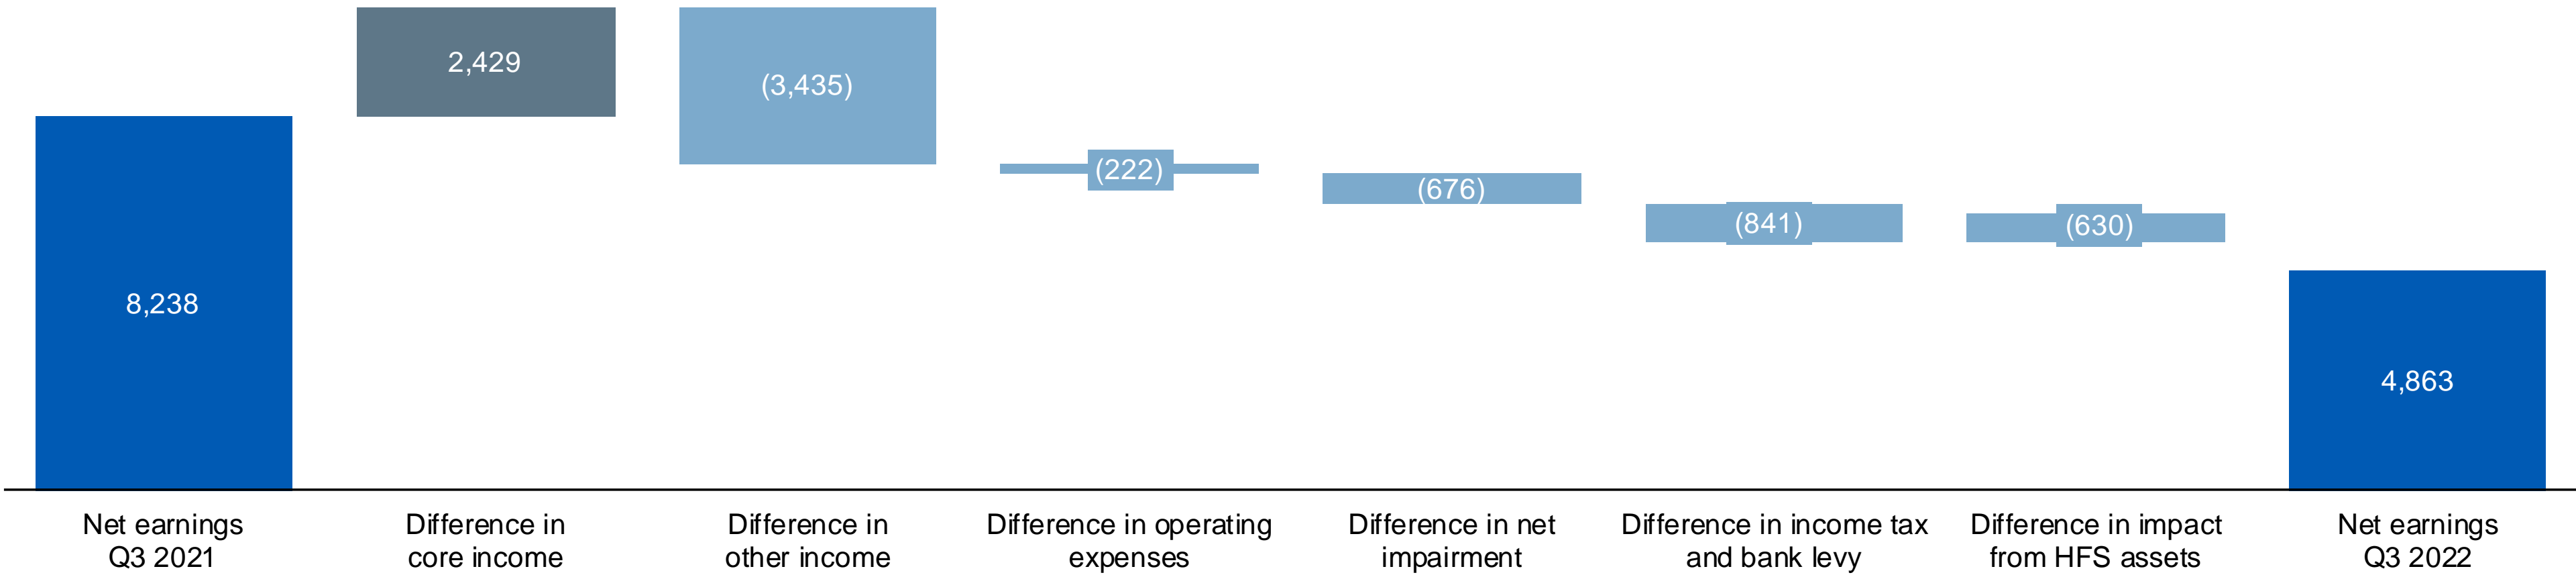 2,429
(3,435)
(222)
(676)
(841)
(630)
8,238
4,863
Net earnings
Q3 2021
Difference in
core income
Difference in
other income
Difference in operating
expenses
Difference in net
impairment
Difference in income tax
and bank levy
Difference in impact
from HFS assets
Net earnings
Q3 2022